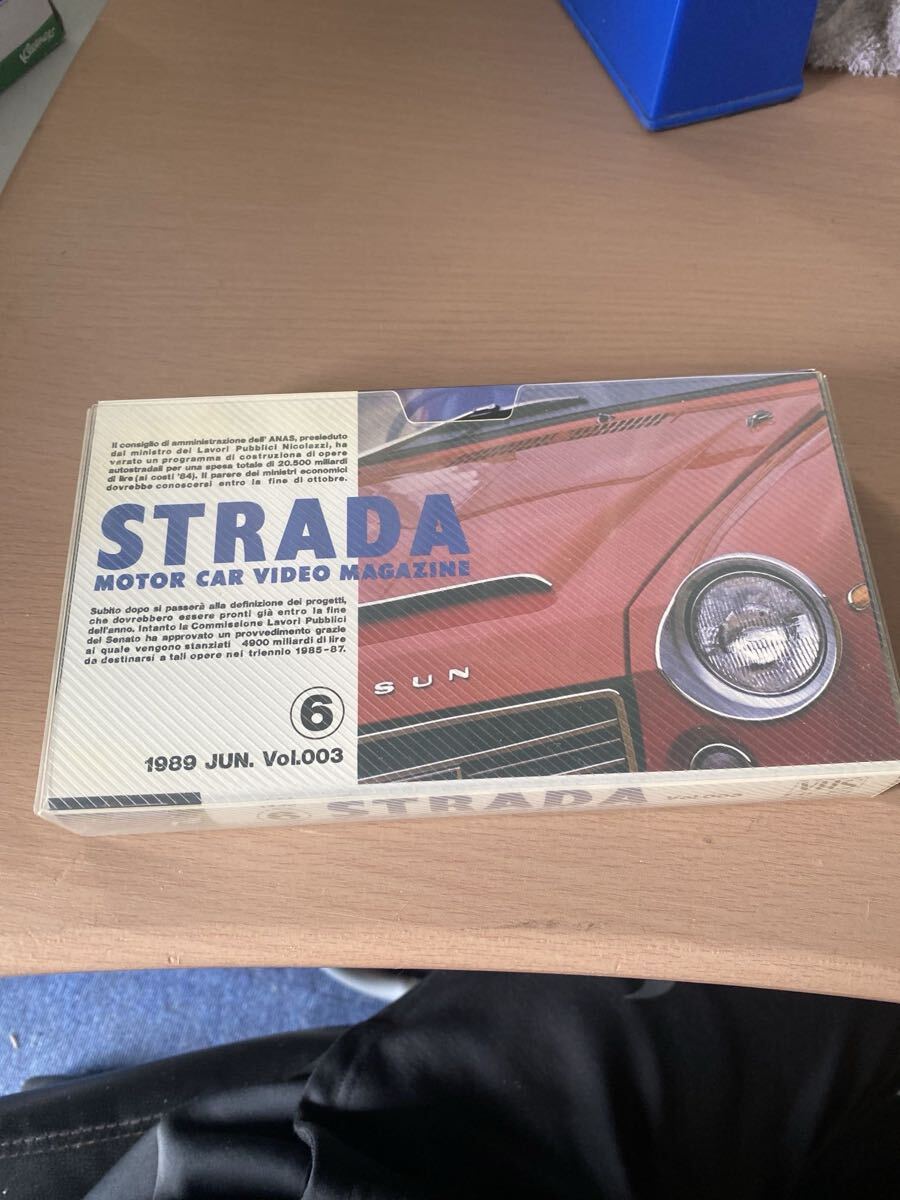 Kleenex
Il consiglio di amministrazione dell' ANAS, presieduto
dal ministro dei Lavori Pubblici Nicolazzi, ha
varato un programma di costruzione di opere
autostradali per una spesa totale di 20.500 miliardi
di lire (ai costi '84). Il parere dei ministri economici
dovrebbe conoscersi entro la fine di ottobre.
STRADA
MOTOR CAR VIDEO MAGAZINE
Subito dopo si passerà alla definizione dei progetti,
che dovrebbero essere pronti già entro la fine
dell'anno. Intanto la Commissione Lavori Pubblici
del Senato ha approvato un provvedimento grazie
al quale vengono stanziati 4900 miliardi di lire
da destinarsi a tali opere nel triennio 1985-87.
SUN
6
1989 JUN. Vol.003
6 STRADA Vol.003 VHS